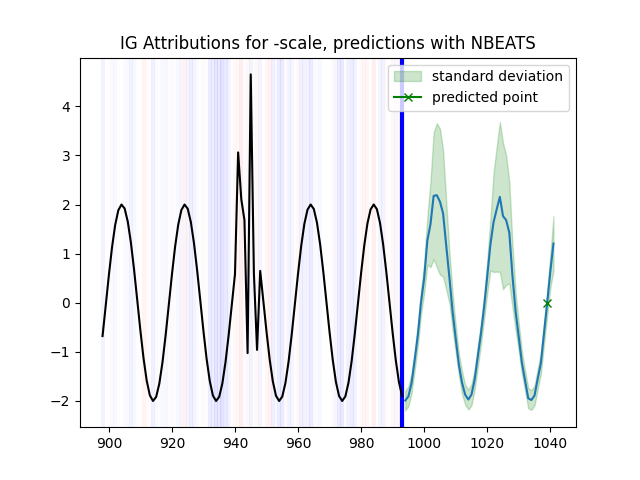 IG Attributions for -scale, predictions with NBEATS
standard deviation
predicted point
4
3
2
1
0
−1
−2
900 920 940 960 980 1000 1020 1040